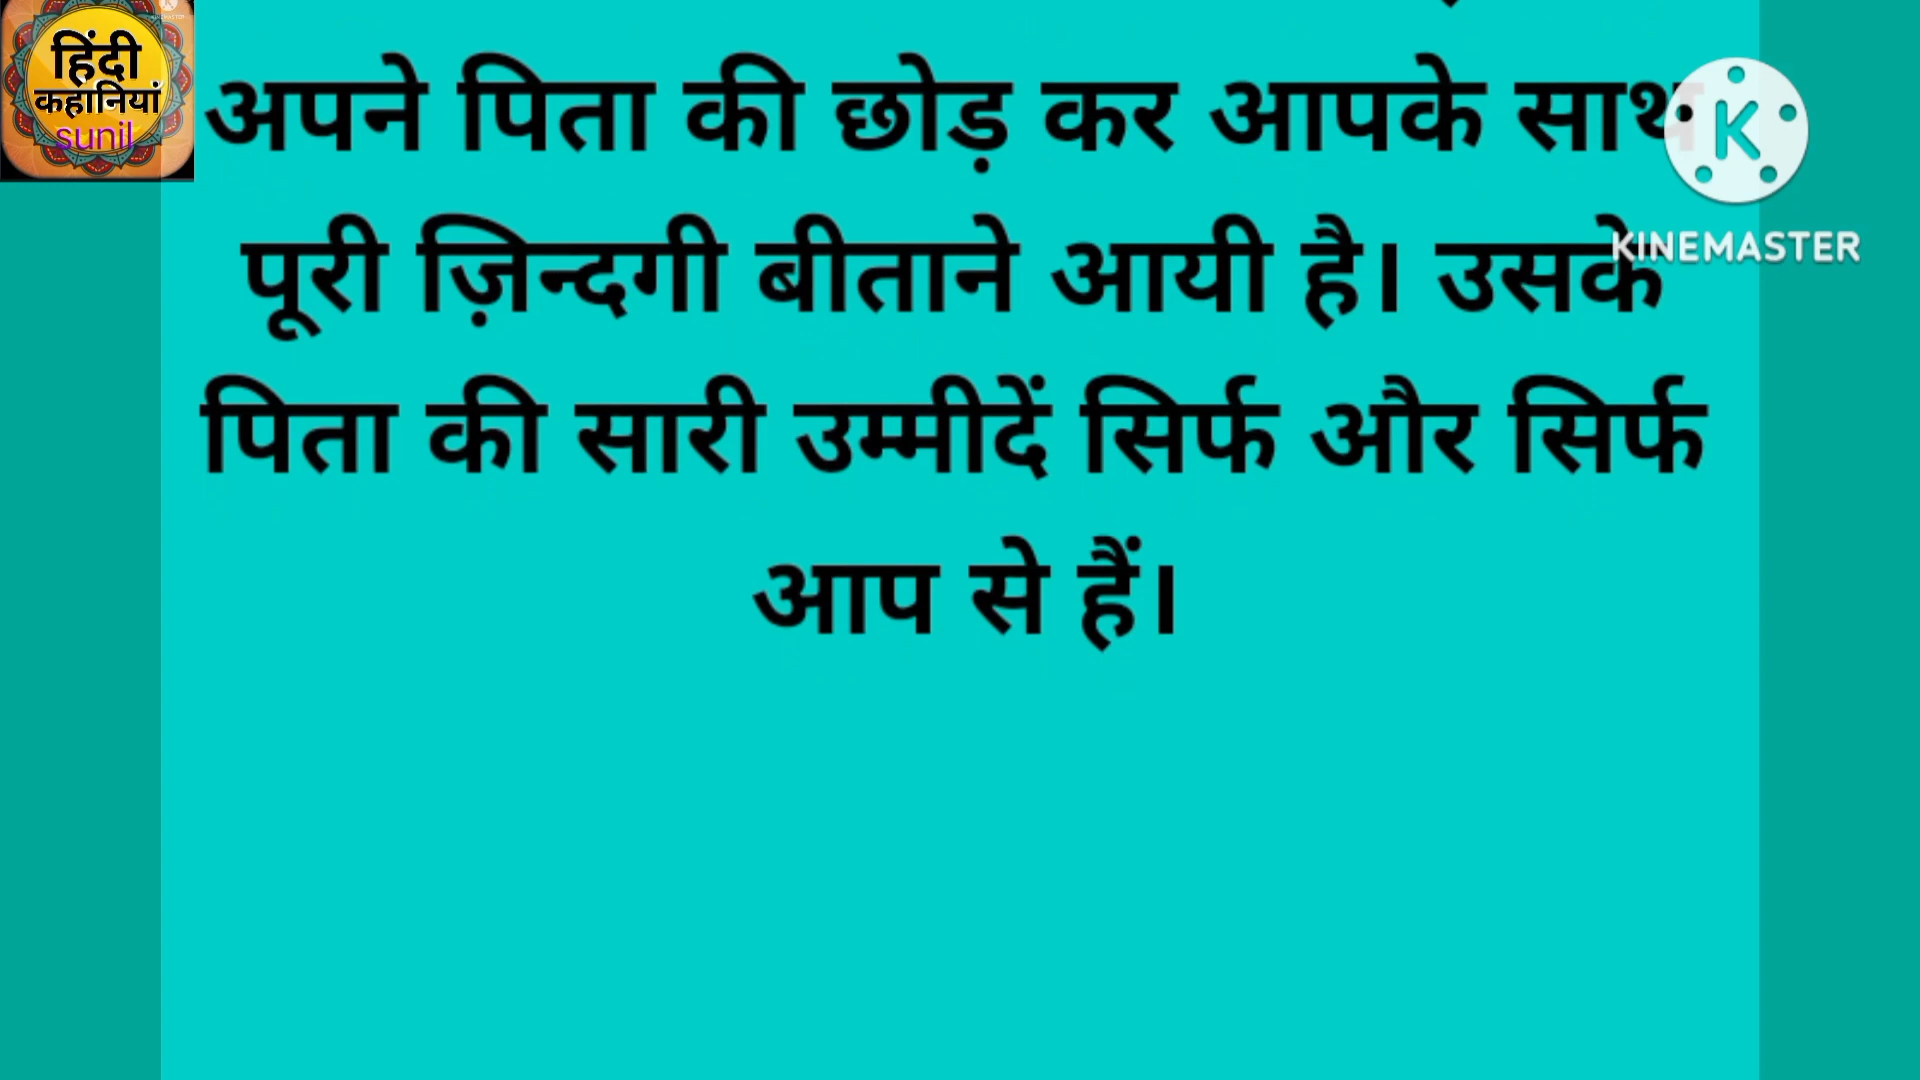 हिंदी
कहानियां
sunil
अपने पिता की छोड़ कर आपके साथ
पूरी ज़िन्दगी बीताने आयी है। उसके
पिता की सारी उम्मीदें सिर्फ और सिर्फ
आप से हैं।
K
KINEMASTER